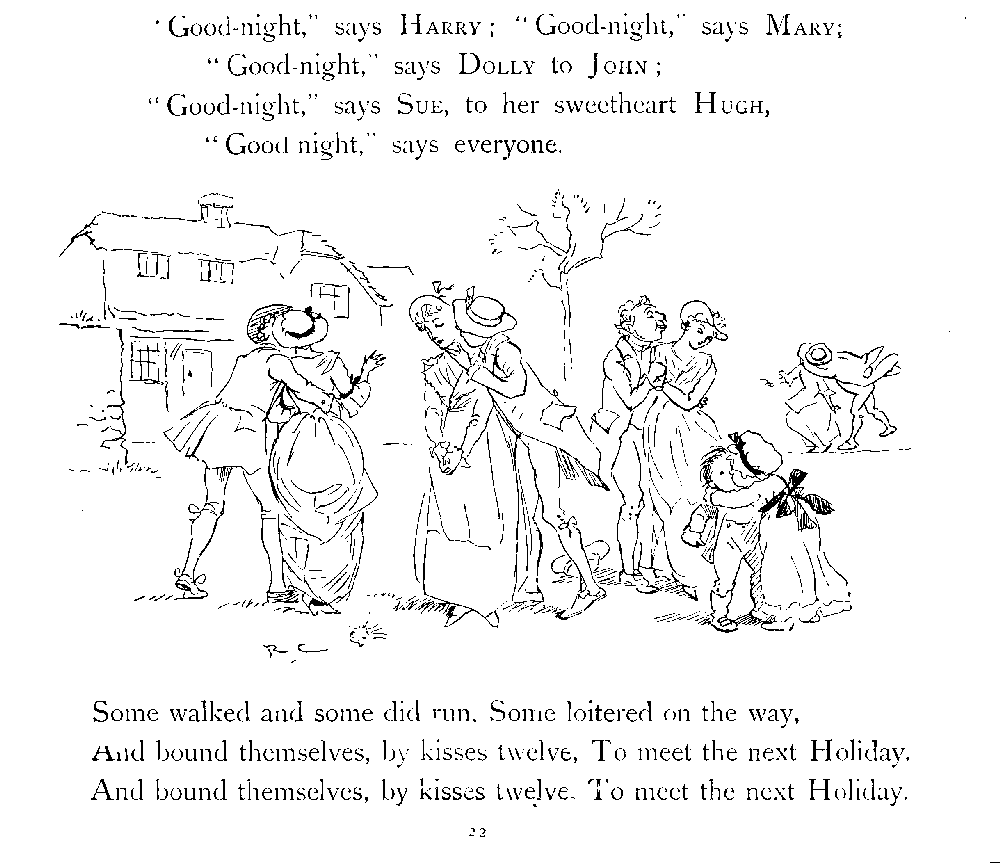 "Good-night," says HARRY; "Good-night," says MARY;
"Good-night," says DOLLY to JOHN;
"Good-night," says SUE, to her sweetheart HUGH,
"Good night," says everyone.
R C
Some walked and some did run, Some loitered on the way,
And bound themselves, by kisses twelve, To meet the next Holiday.
And bound themselves, by kisses twelve, To meet the next Holiday.
22